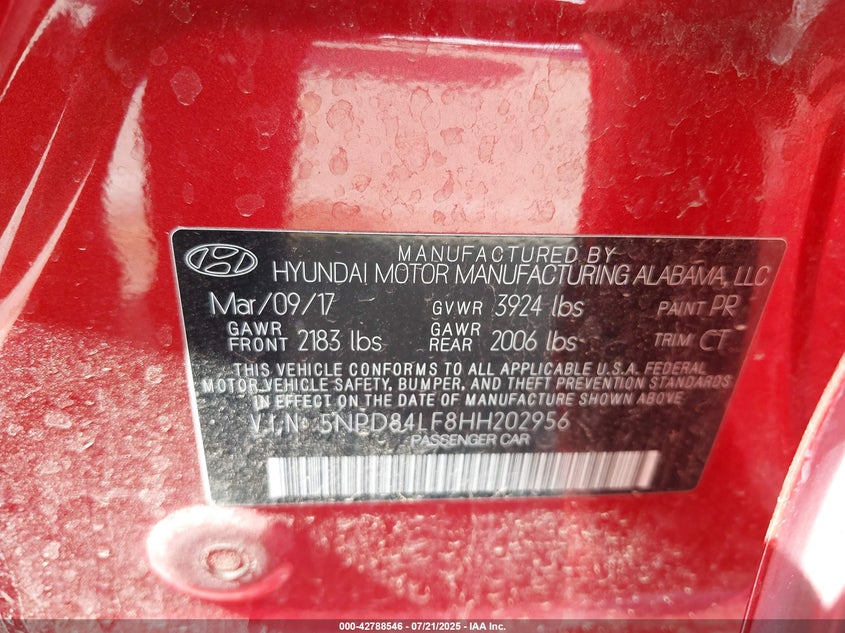 MANUFACTURED BY
HYUNDAI MOTOR MANUFACTURING ALABAMA, LLC
Mar/09/17 GVWR 3924 lbs PAINT PR
GAWR FRONT 2183 lbs GAWR REAR 2006 lbs TRIM CT
THIS VEHICLE CONFORMS TO ALL APPLICABLE U.S.A. FEDERAL
MOTOR VEHICLE SAFETY, BUMPER, AND THEFT PREVENTION STANDARDS
IN EFFECT ON THE DATE OF MANUFACTURE SHOWN ABOVE
V.I.N: 5NPD84LF8HH202956
PASSENGER CAR
000-42788546 - 07/21/2025 - IAA Inc.